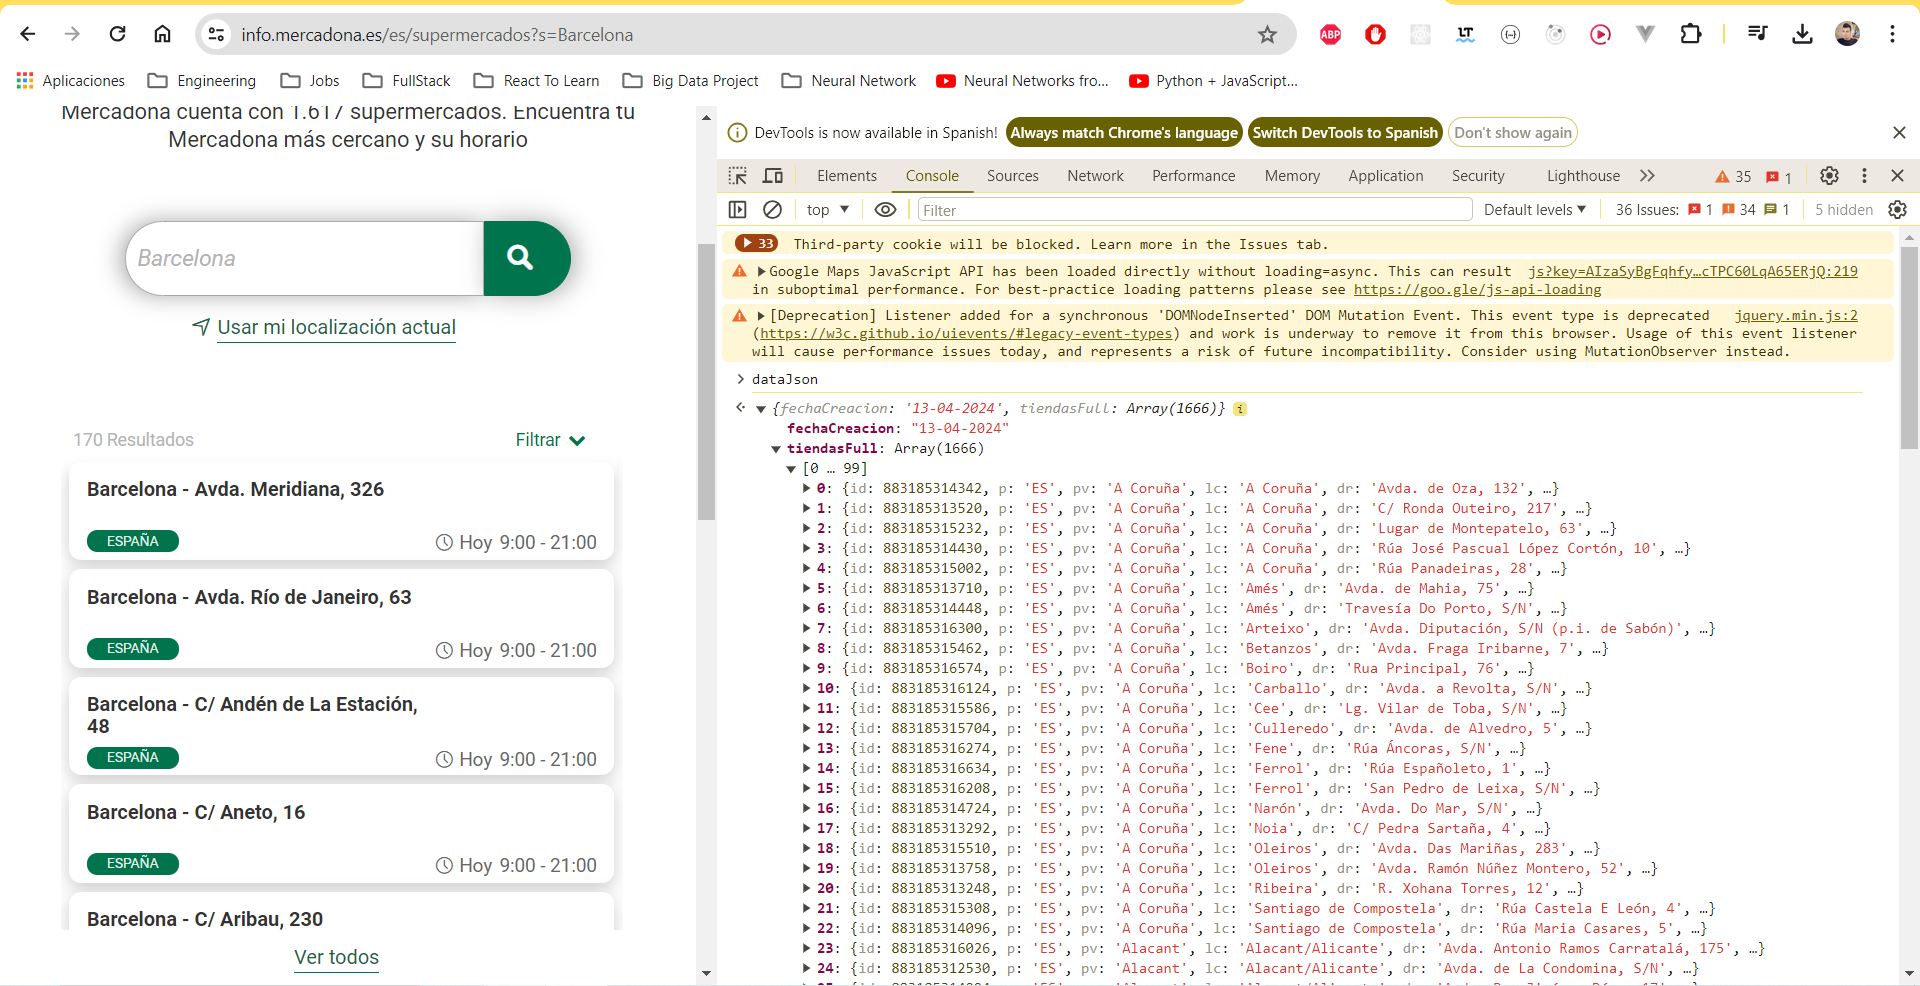 info.mercadona.es/es/supermercados?s=Barcelona
ABP
LT
Aplicaciones
Engineering
Jobs
FullStack
React To Learn
Big Data Project
Neural Network
Neural Networks fro...
Python + JavaScript...
Mercadona cuenta con 1.617 supermercados. Encuentra tu
Mercadona más cercano y su horario
Barcelona
Usar mi localización actual
170 Resultados
Filtrar
Barcelona - Avda. Meridiana, 326
ESPAÑA
Hoy 9:00 - 21:00
Barcelona - Avda. Río de Janeiro, 63
ESPAÑA
Hoy 9:00 - 21:00
Barcelona - C/ Andén de La Estación,
48
ESPAÑA
Hoy 9:00 - 21:00
Barcelona - C/ Aneto, 16
ESPAÑA
Hoy 9:00 - 21:00
Barcelona - C/ Aribau, 230
Ver todos
DevTools is now available in Spanish! Always match Chrome's language Switch DevTools to Spanish Don't show again
Elements Console Sources Network Performance Memory Application Security Lighthouse 35 1
top Filter Default levels 36 Issues: 1 34 1 5 hidden
33 Third-party cookie will be blocked. Learn more in the Issues tab.
Google Maps JavaScript API has been loaded directly without loading=async. This can result js?key=AIzaSyBgFqhfy…cTPC60LqA65ERjQ:219
in suboptimal performance. For best-practice loading patterns please see https://goo.gle/js-api-loading
[Deprecation] Listener added for a synchronous 'DOMNodeInserted' DOM Mutation Event. This event type is deprecated jquery.min.js:2
(https://w3c.github.io/uievents/#legacy-event-types) and work is underway to remove it from this browser. Usage of this event listener
will cause performance issues today, and represents a risk of future incompatibility. Consider using MutationObserver instead.
dataJson
{fechaCreacion: '13-04-2024', tiendasFull: Array(1666)} i
fechaCreacion: "13-04-2024"
tiendasFull: Array(1666)
[0 … 99]
0: {id: 883185314342, p: 'ES', pv: 'A Coruña', lc: 'A Coruña', dr: 'Avda. de Oza, 132', …}
1: {id: 883185313520, p: 'ES', pv: 'A Coruña', lc: 'A Coruña', dr: 'C/ Ronda Outeiro, 217', …}
2: {id: 883185315232, p: 'ES', pv: 'A Coruña', lc: 'A Coruña', dr: 'Lugar de Montepatelo, 63', …}
3: {id: 883185314430, p: 'ES', pv: 'A Coruña', lc: 'A Coruña', dr: 'Rúa José Pascual López Cortón, 10', …}
4: {id: 883185315002, p: 'ES', pv: 'A Coruña', lc: 'A Coruña', dr: 'Rúa Panadeiras, 28', …}
5: {id: 883185313710, p: 'ES', pv: 'A Coruña', lc: 'Amés', dr: 'Avda. de Mahia, 75', …}
6: {id: 883185314448, p: 'ES', pv: 'A Coruña', lc: 'Amés', dr: 'Travesía Do Porto, S/N', …}
7: {id: 883185316300, p: 'ES', pv: 'A Coruña', lc: 'Arteixo', dr: 'Avda. Diputación, S/N (p.i. de Sabón)', …}
8: {id: 883185315462, p: 'ES', pv: 'A Coruña', lc: 'Betanzos', dr: 'Avda. Fraga Iribarne, 7', …}
9: {id: 883185316574, p: 'ES', pv: 'A Coruña', lc: 'Boiro', dr: 'Rua Principal, 76', …}
10: {id: 883185316124, p: 'ES', pv: 'A Coruña', lc: 'Carballo', dr: 'Avda. a Revolta, S/N', …}
11: {id: 883185315586, p: 'ES', pv: 'A Coruña', lc: 'Cee', dr: 'Lg. Vilar de Toba, S/N', …}
12: {id: 883185315704, p: 'ES', pv: 'A Coruña', lc: 'Culleredo', dr: 'Avda. de Alvedro, 5', …}
13: {id: 883185316274, p: 'ES', pv: 'A Coruña', lc: 'Fene', dr: 'Rúa Áncoras, S/N', …}
14: {id: 883185316634, p: 'ES', pv: 'A Coruña', lc: 'Ferrol', dr: 'Rúa Españoleto, 1', …}
15: {id: 883185316208, p: 'ES', pv: 'A Coruña', lc: 'Ferrol', dr: 'San Pedro de Leixa, S/N', …}
16: {id: 883185314724, p: 'ES', pv: 'A Coruña', lc: 'Narón', dr: 'Avda. Do Mar, S/N', …}
17: {id: 883185313292, p: 'ES', pv: 'A Coruña', lc: 'Noia', dr: 'C/ Pedra Sartaña, 4', …}
18: {id: 883185315510, p: 'ES', pv: 'A Coruña', lc: 'Oleiros', dr: 'Avda. Das Mariñas, 283', …}
19: {id: 883185313758, p: 'ES', pv: 'A Coruña', lc: 'Oleiros', dr: 'Avda. Ramón Núñez Montero, 52', …}
20: {id: 883185313248, p: 'ES', pv: 'A Coruña', lc: 'Ribeira', dr: 'R. Xohana Torres, 12', …}
21: {id: 883185315308, p: 'ES', pv: 'A Coruña', lc: 'Santiago de Compostela', dr: 'Rúa Castela E León, 4', …}
22: {id: 883185314096, p: 'ES', pv: 'A Coruña', lc: 'Santiago de Compostela', dr: 'Rúa Maria Casares, 5', …}
23: {id: 883185316026, p: 'ES', pv: 'Alacant', lc: 'Alacant/Alicante', dr: 'Avda. Antonio Ramos Carratalá, 175', …}
24: {id: 883185312530, p: 'ES', pv: 'Alacant', lc: 'Alacant/Alicante', dr: 'Avda. de La Condomina, S/N', …}